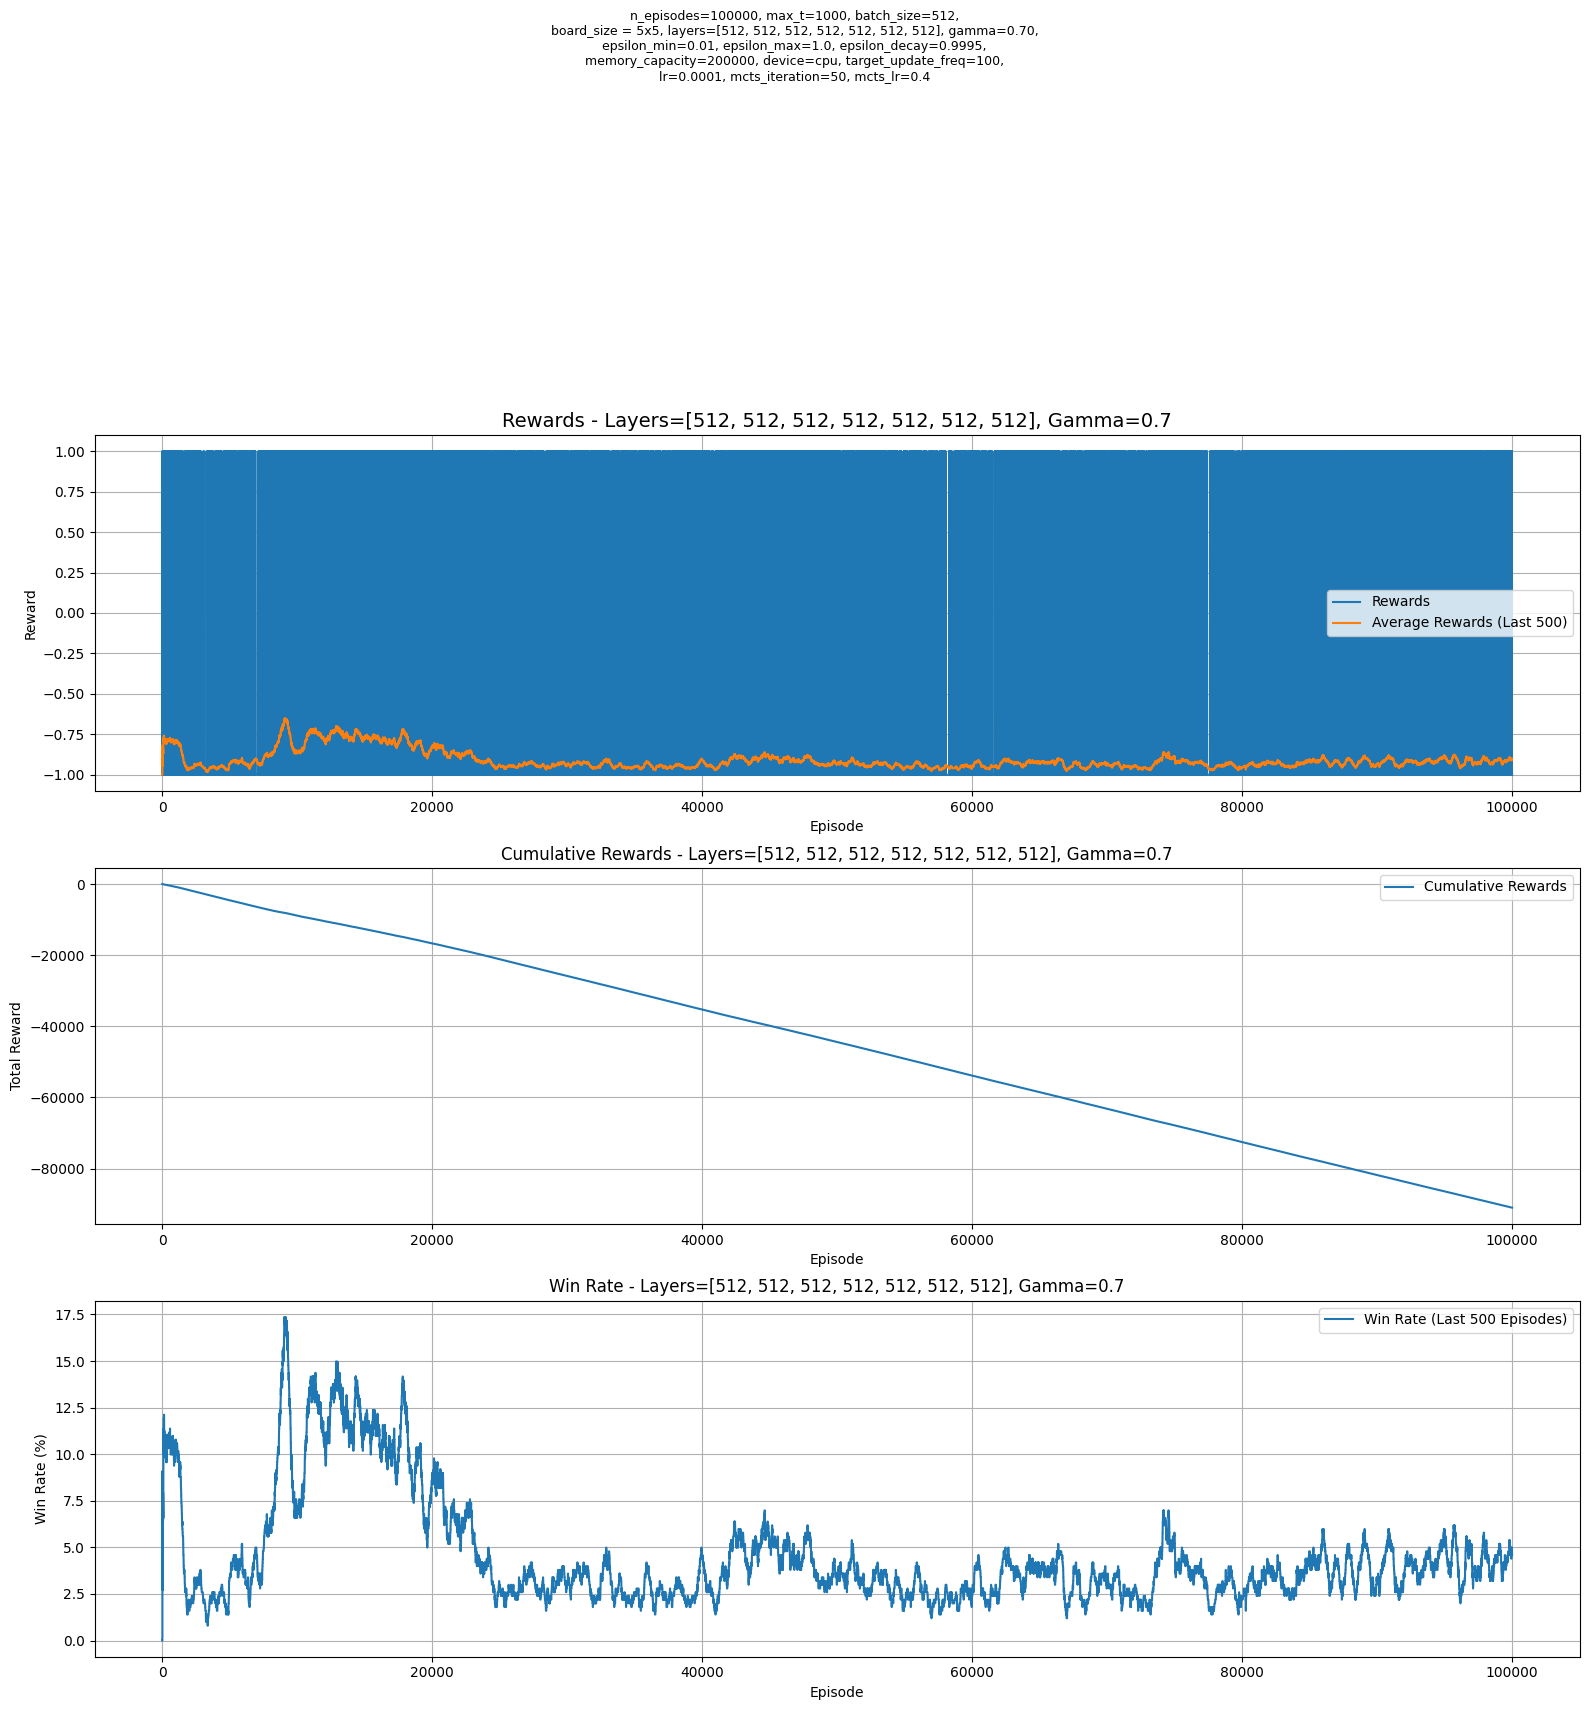 n_episodes=100000, max_t=1000, batch_size=512,
board_size = 5x5, layers=[512, 512, 512, 512, 512, 512, 512], gamma=0.70,
epsilon_min=0.01, epsilon_max=1.0, epsilon_decay=0.9995,
memory_capacity=200000, device=cpu, target_update_freq=100,
lr=0.0001, mcts_iteration=50, mcts_lr=0.4
Rewards - Layers=[512, 512, 512, 512, 512, 512, 512], Gamma=0.7
1.00
0.75
0.50
0.25
0.00
−0.25
−0.50
−0.75
−1.00
Reward
Rewards
Average Rewards (Last 500)
0 20000 40000 60000 80000 100000
Episode
Cumulative Rewards - Layers=[512, 512, 512, 512, 512, 512, 512], Gamma=0.7
0
−20000
−40000
−60000
−80000
Total Reward
Cumulative Rewards
0 20000 40000 60000 80000 100000
Episode
Win Rate - Layers=[512, 512, 512, 512, 512, 512, 512], Gamma=0.7
17.5
15.0
12.5
10.0
7.5
5.0
2.5
0.0
Win Rate (%)
Win Rate (Last 500 Episodes)
0 20000 40000 60000 80000 100000
Episode